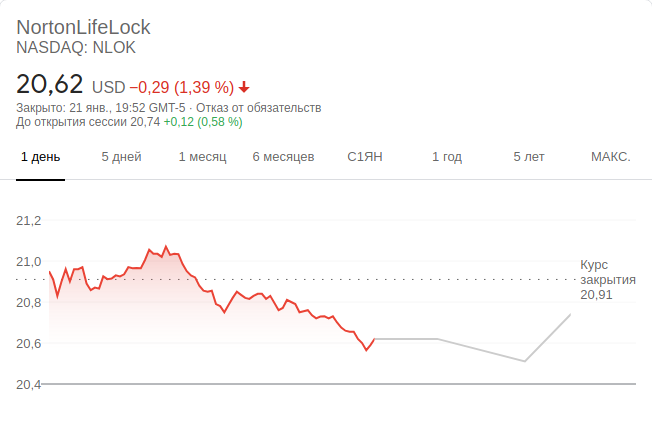 NortonLifeLock
NASDAQ: NLOK
20,62 USD −0,29 (1,39 %)
Закрыто: 21 янв., 19:52 GMT-5 · Отказ от обязательств
До открытия сессии 20,74 +0,12 (0,58 %)
1 день 5 дней 1 месяц 6 месяцев С1ЯН 1 год 5 лет МАКС.
21,2
21,0
20,8
20,6
20,4
Курс
закрытия
20,91